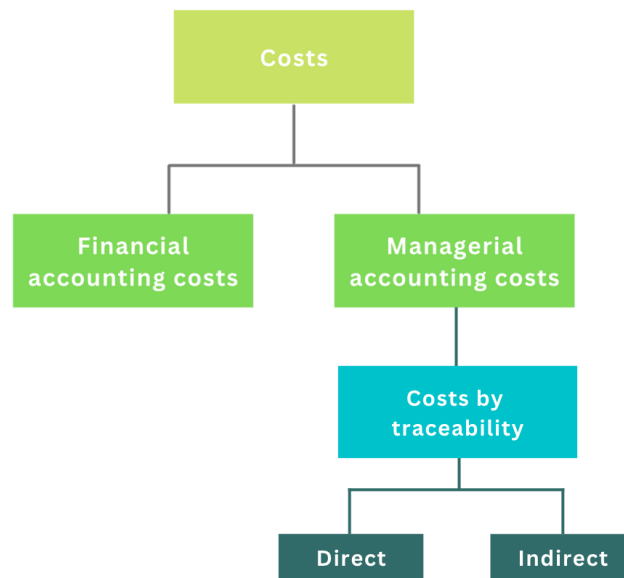 Costs
Financial
accounting costs
Managerial
accounting costs
Costs by
traceability
Direct
Indirect